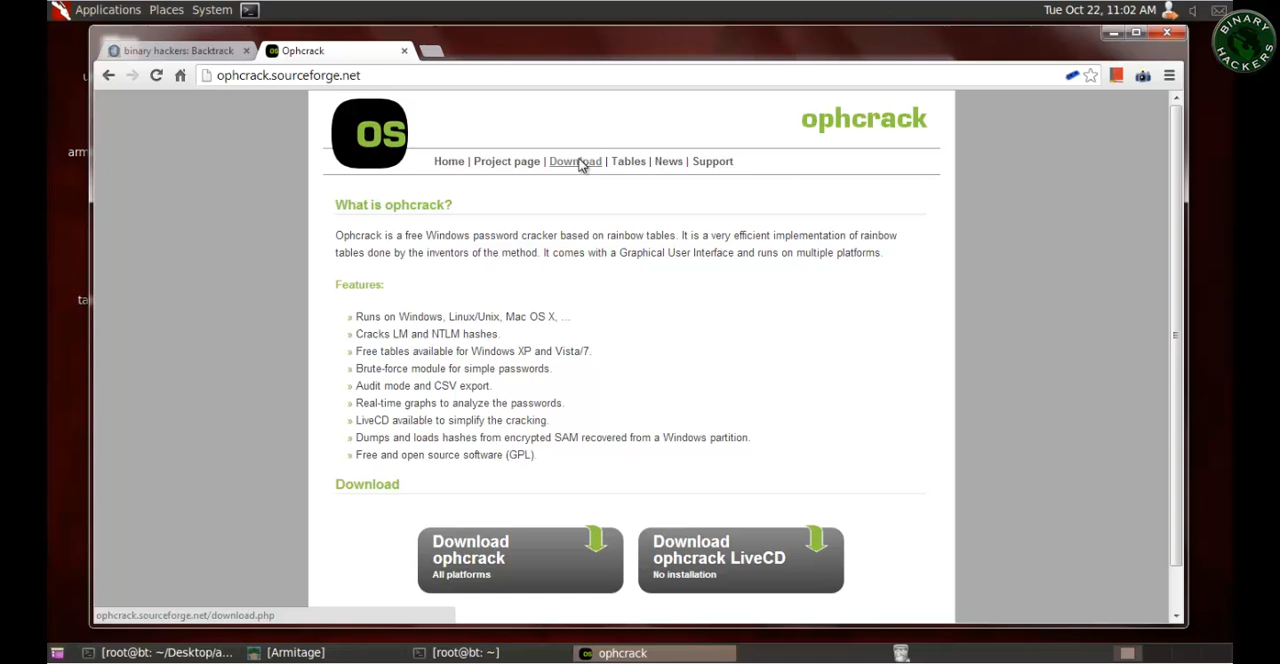 Applications Places System
Tue Oct 22, 11:02 AM
BINARY HACKERS
binary hackers: Backtrack
OS Ophcrack
ophcrack.sourceforge.net
OS
ophcrack
Home | Project page | Download | Tables | News | Support
What is ophcrack?
Ophcrack is a free Windows password cracker based on rainbow tables. It is a very efficient implementation of rainbow
tables done by the inventors of the method. It comes with a Graphical User Interface and runs on multiple platforms.
Features:
» Runs on Windows, Linux/Unix, Mac OS X, ...
» Cracks LM and NTLM hashes.
» Free tables available for Windows XP and Vista/7.
» Brute-force module for simple passwords.
» Audit mode and CSV export.
» Real-time graphs to analyze the passwords.
» LiveCD available to simplify the cracking.
» Dumps and loads hashes from encrypted SAM recovered from a Windows partition.
» Free and open source software (GPL).
Download
Download
ophcrack
All platforms
Download
ophcrack LiveCD
No installation
ophcrack.sourceforge.net/download.php
arm
ta
[root@bt: ~/Desktop/a...
[Armitage]
[root@bt: ~]
OS ophcrack